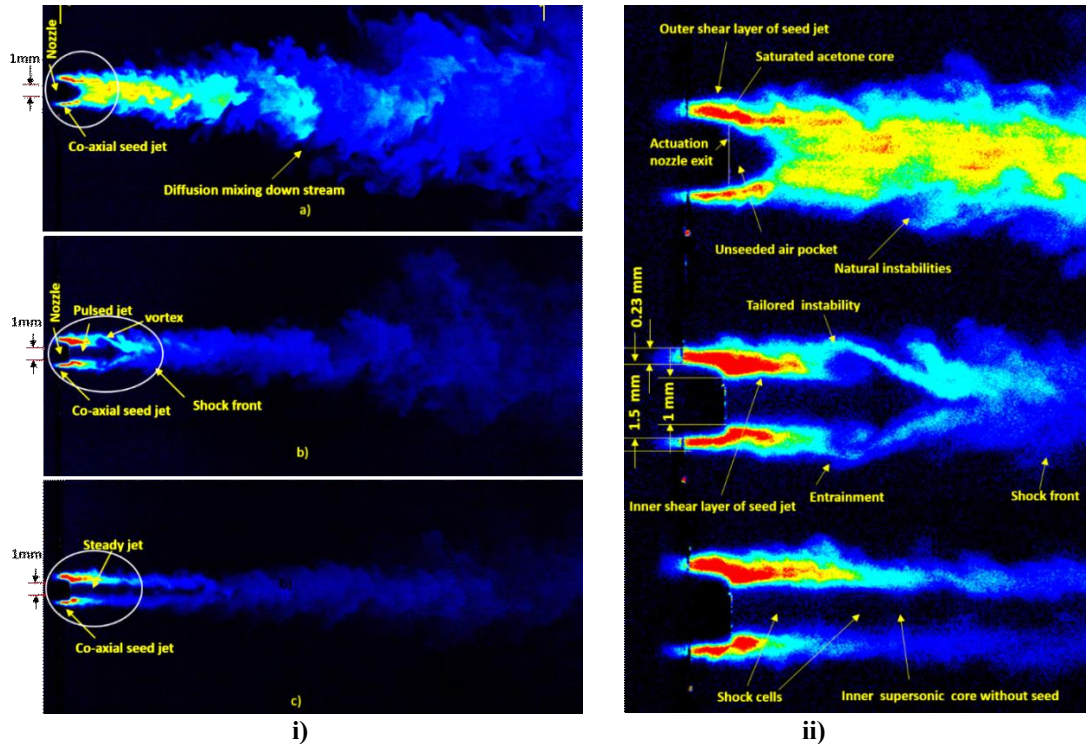 Nozzle
1mm
Co-axial seed jet
Diffusion mixing down stream
a)
Nozzle
Pulsed jet
vortex
1mm
Co-axial seed jet
Shock front
b)
Steady jet
1mm
Co-axial seed jet
c)
i)
Outer shear layer of seed jet
Saturated acetone core
Actuation
nozzle exit
Unseeded air pocket
Natural instabilities
0.23 mm
Tailored instability
1.5 mm
1 mm
Entrainment
Shock front
Inner shear layer of seed jet
Shock cells
Inner supersonic core without seed
ii)